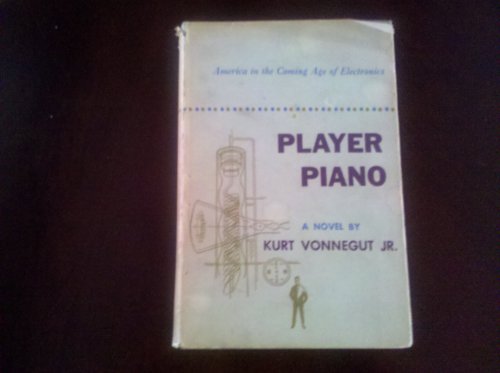 America in the Coming Age of Electronics
PLAYER
PIANO
A NOVEL BY
KURT VONNEGUT JR.